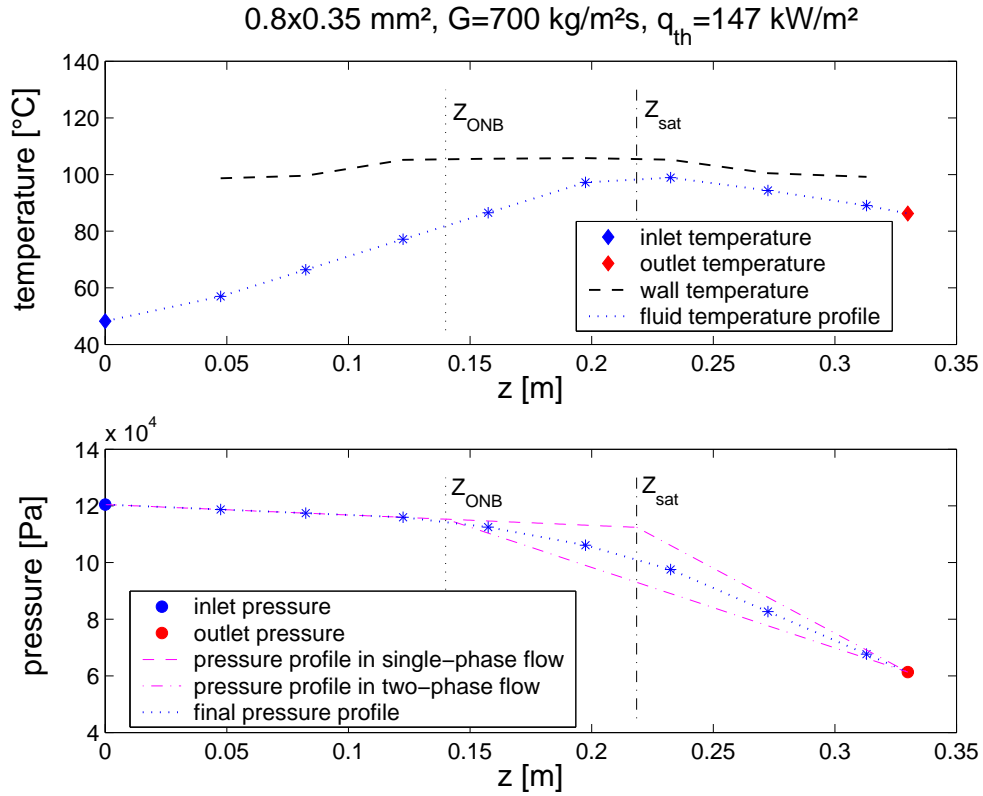 0.8x0.35 mm², G=700 kg/m²s, q_th=147 kW/m²
140
120
100
80
60
40
temperature [°C]
Z_ONB
Z_sat
inlet temperature
outlet temperature
wall temperature
fluid temperature profile
0
0.05
0.1
0.15
0.2
0.25
0.3
0.35
z [m]
x 10⁴
14
12
10
8
6
4
pressure [Pa]
Z_ONB
Z_sat
inlet pressure
outlet pressure
pressure profile in single-phase flow
pressure profile in two-phase flow
final pressure profile
0
0.05
0.1
0.15
0.2
0.25
0.3
0.35
z [m]